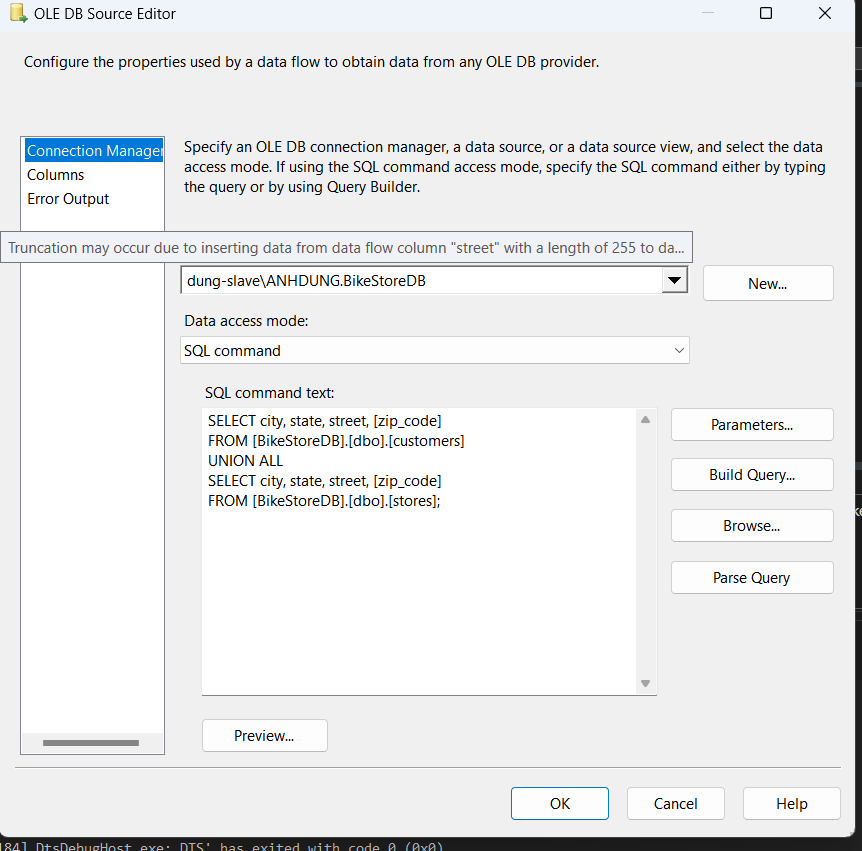 OLE DB Source Editor
Configure the properties used by a data flow to obtain data from any OLE DB provider.
Connection Manager
Columns
Error Output
Specify an OLE DB connection manager, a data source, or a data source view, and select the data
access mode. If using the SQL command access mode, specify the SQL command either by typing
the query or by using Query Builder.
Truncation may occur due to inserting data from data flow column "street" with a length of 255 to da...
dung-slave\ANHDUNG.BikeStoreDB
New...
Data access mode:
SQL command
SQL command text:
SELECT city, state, street, [zip_code]
FROM [BikeStoreDB].[dbo].[customers]
UNION ALL
SELECT city, state, street, [zip_code]
FROM [BikeStoreDB].[dbo].[stores];
Parameters...
Build Query...
Browse...
Parse Query
Preview...
OK
Cancel
Help
184] DtsDebugHost.exe: DTS' has exited with code 0 (0x0)